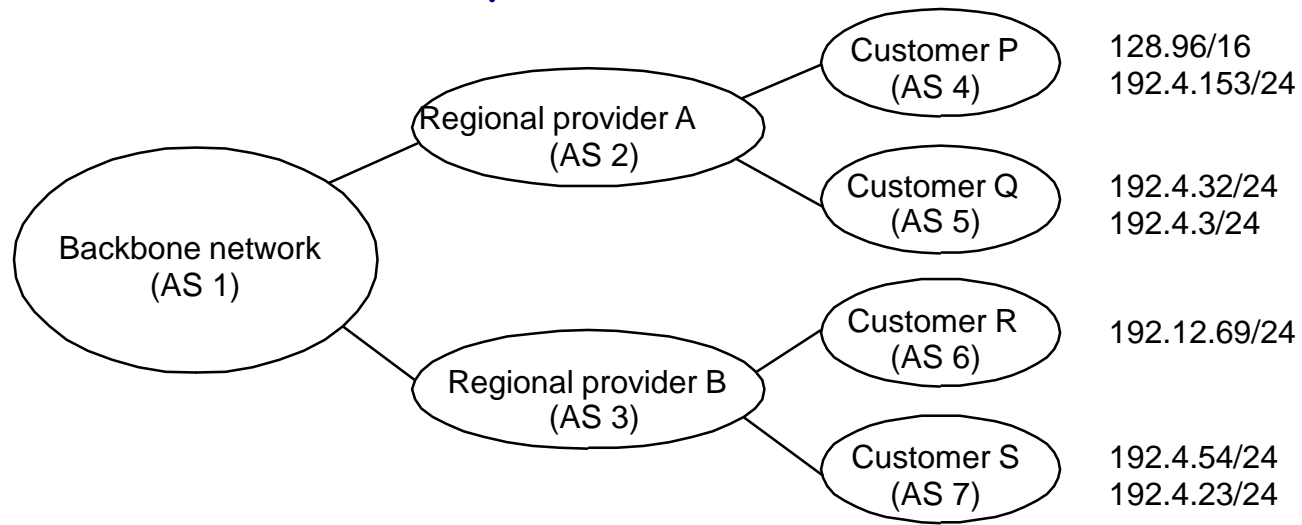 Customer P
(AS 4)
128.96/16
192.4.153/24
Regional provider A
(AS 2)
Customer Q
(AS 5)
192.4.32/24
192.4.3/24
Backbone network
(AS 1)
Customer R
(AS 6)
192.12.69/24
Regional provider B
(AS 3)
Customer S
(AS 7)
192.4.54/24
192.4.23/24